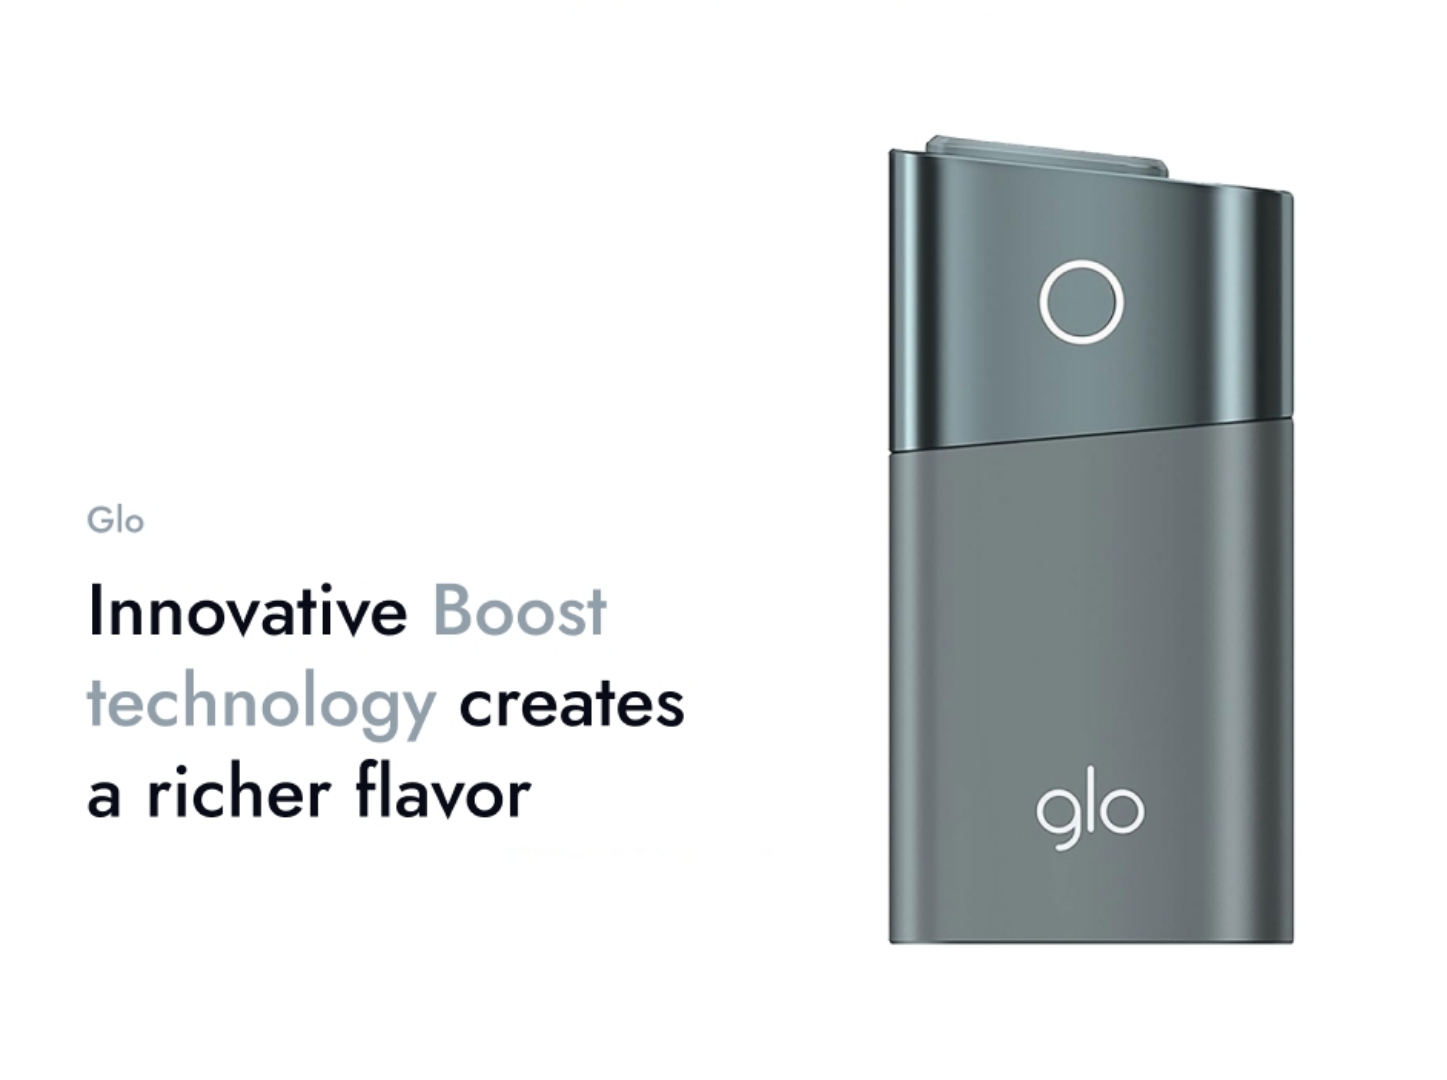 Glo
Innovative Boost
technology creates
a richer flavor
glo